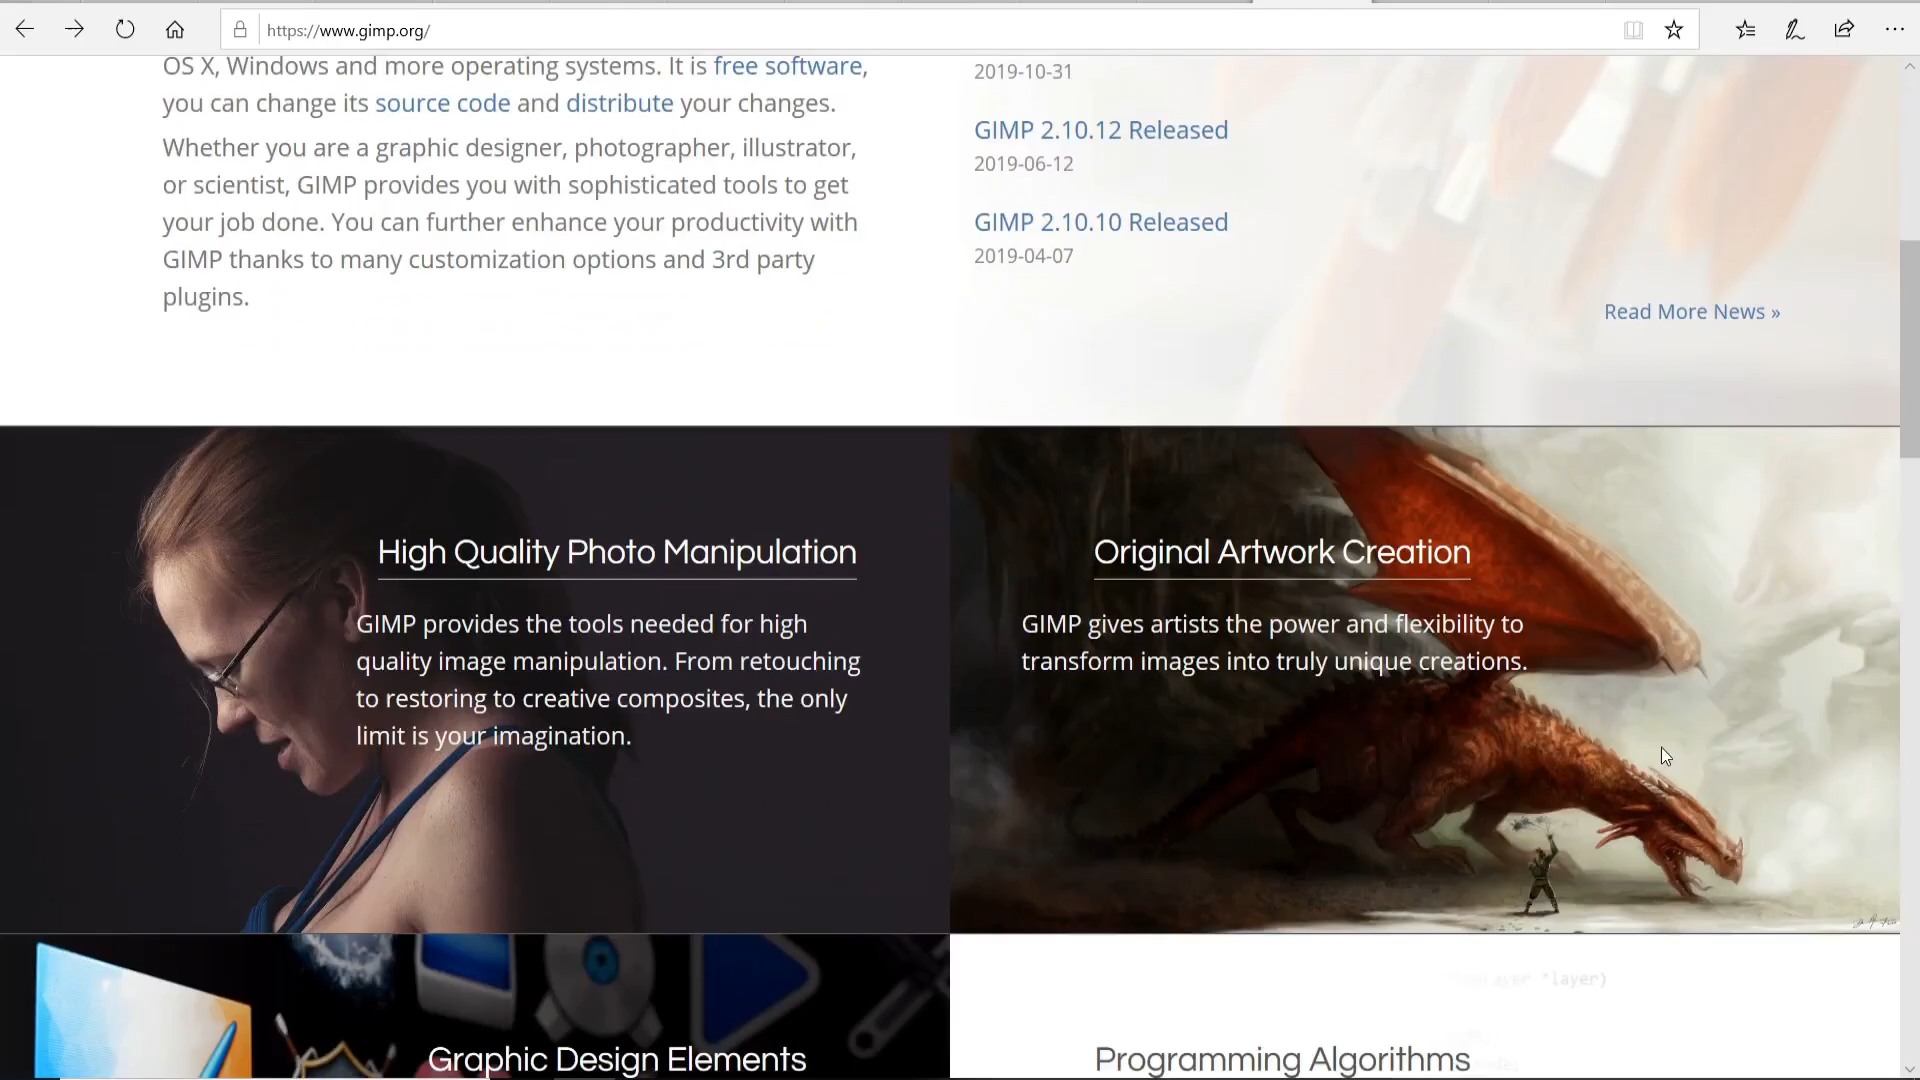 https://www.gimp.org/
OS X, Windows and more operating systems. It is free software,
you can change its source code and distribute your changes.
Whether you are a graphic designer, photographer, illustrator,
or scientist, GIMP provides you with sophisticated tools to get
your job done. You can further enhance your productivity with
GIMP thanks to many customization options and 3rd party
plugins.
2019-10-31
GIMP 2.10.12 Released
2019-06-12
GIMP 2.10.10 Released
2019-04-07
Read More News »
High Quality Photo Manipulation
GIMP provides the tools needed for high
quality image manipulation. From retouching
to restoring to creative composites, the only
limit is your imagination.
Original Artwork Creation
GIMP gives artists the power and flexibility to
transform images into truly unique creations.
Graphic Design Elements
*layer)
Programming Algorithms